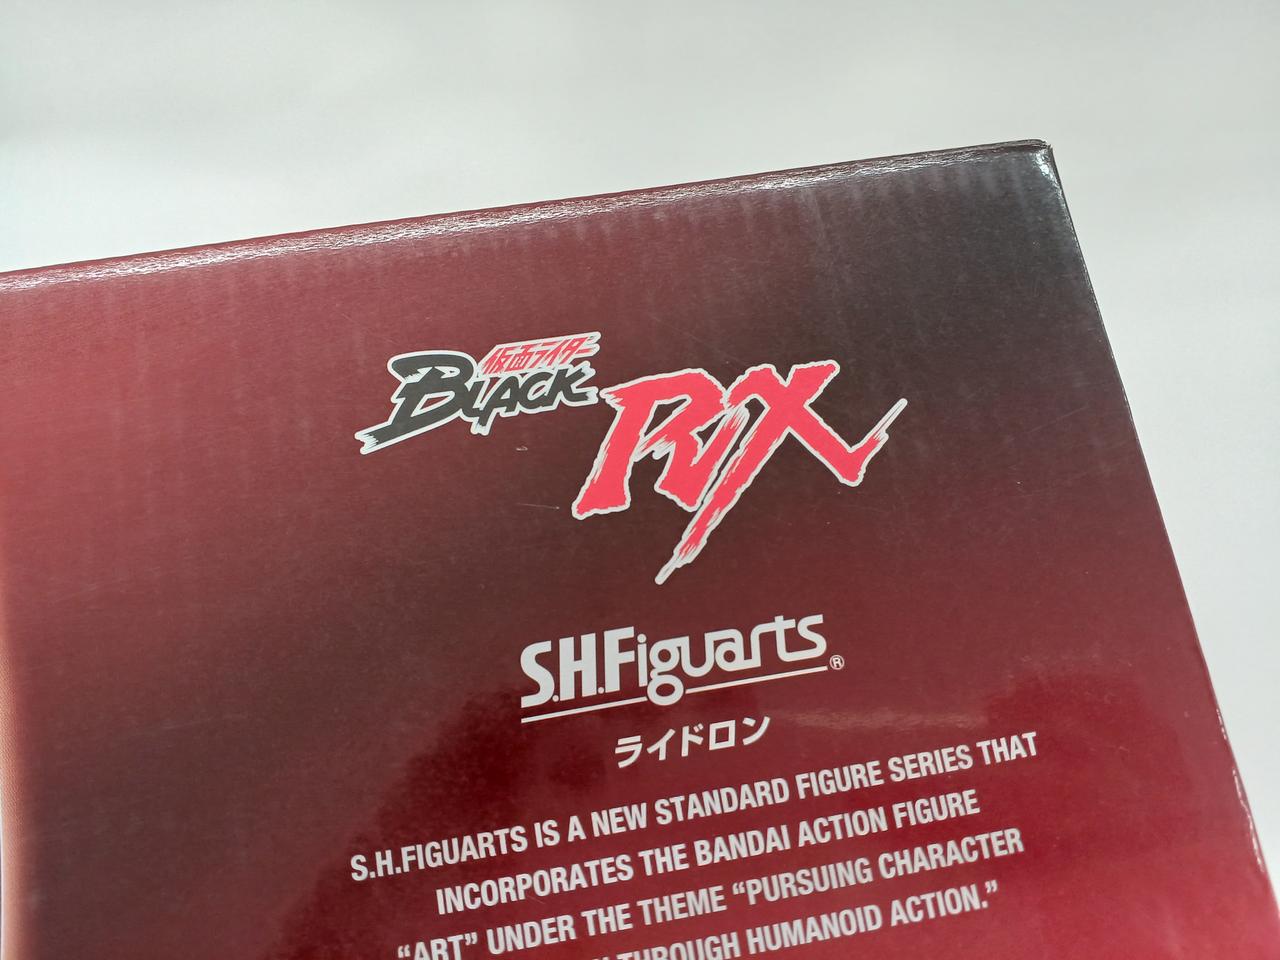 仮面ライダー
BLACK RX
S.H.Figuarts®
ライドロン
S.H.FIGUARTS IS A NEW STANDARD FIGURE SERIES THAT
INCORPORATES THE BANDAI ACTION FIGURE
“ART” UNDER THE THEME “PURSUING CHARACTER
THROUGH HUMANOID ACTION.”